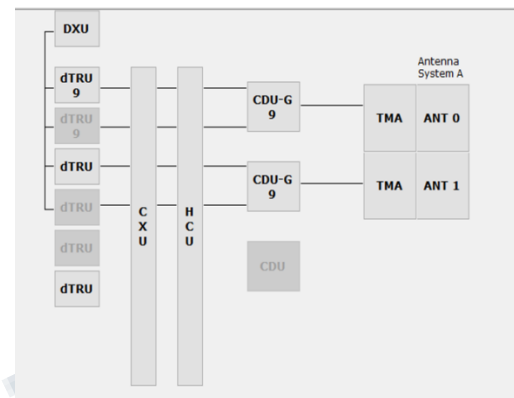 DXU
Antenna
System A
dTRU
9
dTRU
9
dTRU
dTRU
dTRU
dTRU
C
X
U
H
C
U
CDU-G
9
CDU-G
9
CDU
TMA
ANT 0
TMA
ANT 1